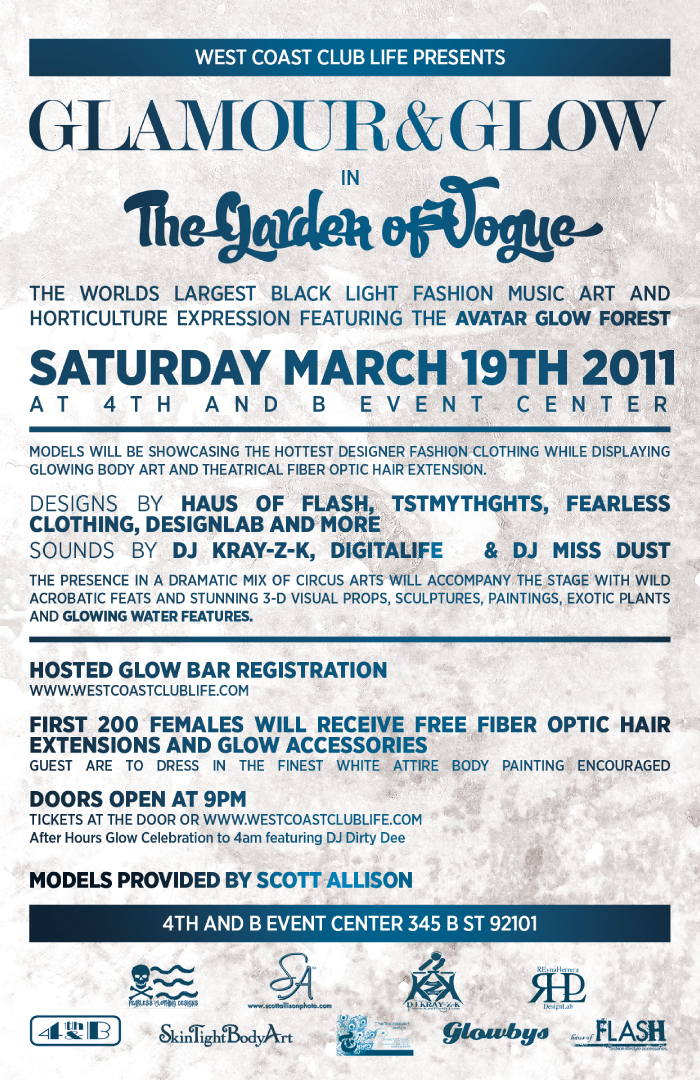 WEST COAST CLUB LIFE PRESENTS
GLAMOUR & GLOW
IN
The Garden of Vogue
THE WORLDS LARGEST BLACK LIGHT FASHION MUSIC ART AND
HORTICULTURE EXPRESSION FEATURING THE AVATAR GLOW FOREST
SATURDAY MARCH 19TH 2011
AT 4TH AND B EVENT CENTER
MODELS WILL BE SHOWCASING THE HOTTEST DESIGNER FASHION CLOTHING WHILE DISPLAYING
GLOWING BODY ART AND THEATRICAL FIBER OPTIC HAIR EXTENSION.
DESIGNS BY HAUS OF FLASH, TSTMYTHGHTS, FEARLESS
CLOTHING, DESIGNLAB AND MORE
SOUNDS BY DJ KRAY-Z-K, DIGITALIFE & DJ MISS DUST
THE PRESENCE IN A DRAMATIC MIX OF CIRCUS ARTS WILL ACCOMPANY THE STAGE WITH WILD
ACROBATIC FEATS AND STUNNING 3-D VISUAL PROPS, SCULPTURES, PAINTINGS, EXOTIC PLANTS
AND GLOWING WATER FEATURES.
HOSTED GLOW BAR REGISTRATION
WWW.WESTCOASTCLUBLIFE.COM
FIRST 200 FEMALES WILL RECEIVE FREE FIBER OPTIC HAIR
EXTENSIONS AND GLOW ACCESSORIES
GUEST ARE TO DRESS IN THE FINEST WHITE ATTIRE BODY PAINTING ENCOURAGED
DOORS OPEN AT 9PM
TICKETS AT THE DOOR OR WWW.WESTCOASTCLUBLIFE.COM
After Hours Glow Celebration to 4am featuring DJ Dirty Dee
MODELS PROVIDED BY SCOTT ALLISON
4TH AND B EVENT CENTER 345 B ST 92101
FEARLESS CLOTHING DESIGNS
SA
www.scottallisonphoto.com
DJ KRAY-Z-K
REynaHerrera
RHD
DesignLab
4th&B
SkinTightBodyArt
Glowbys
haus of FLASH